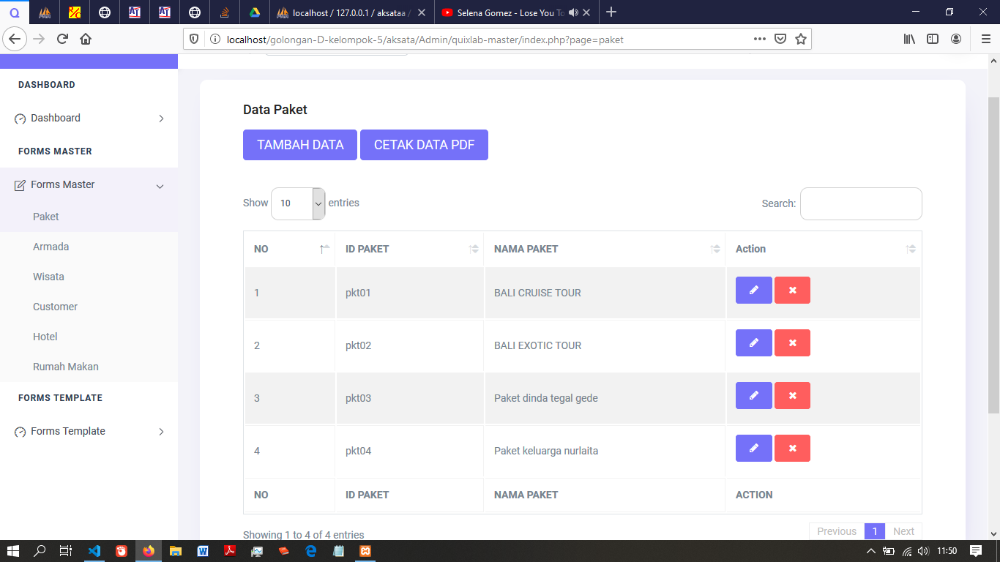 localhost / 127.0.0.1 / aksataa /
Selena Gomez - Lose You To
localhost/golongan-D-kelompok-5/aksata/Admin/quixlab-master/index.php?page=paket
DASHBOARD
Dashboard
FORMS MASTER
Forms Master
Paket
Armada
Wisata
Customer
Hotel
Rumah Makan
FORMS TEMPLATE
Forms Template
Data Paket
TAMBAH DATA CETAK DATA PDF
Show 10 entries Search:
NO ID PAKET NAMA PAKET Action
1 pkt01 BALI CRUISE TOUR
2 pkt02 BALI EXOTIC TOUR
3 pkt03 Paket dinda tegal gede
4 pkt04 Paket keluarga nurlaita
NO ID PAKET NAMA PAKET ACTION
Showing 1 to 4 of 4 entries Previous 1 Next
11:50